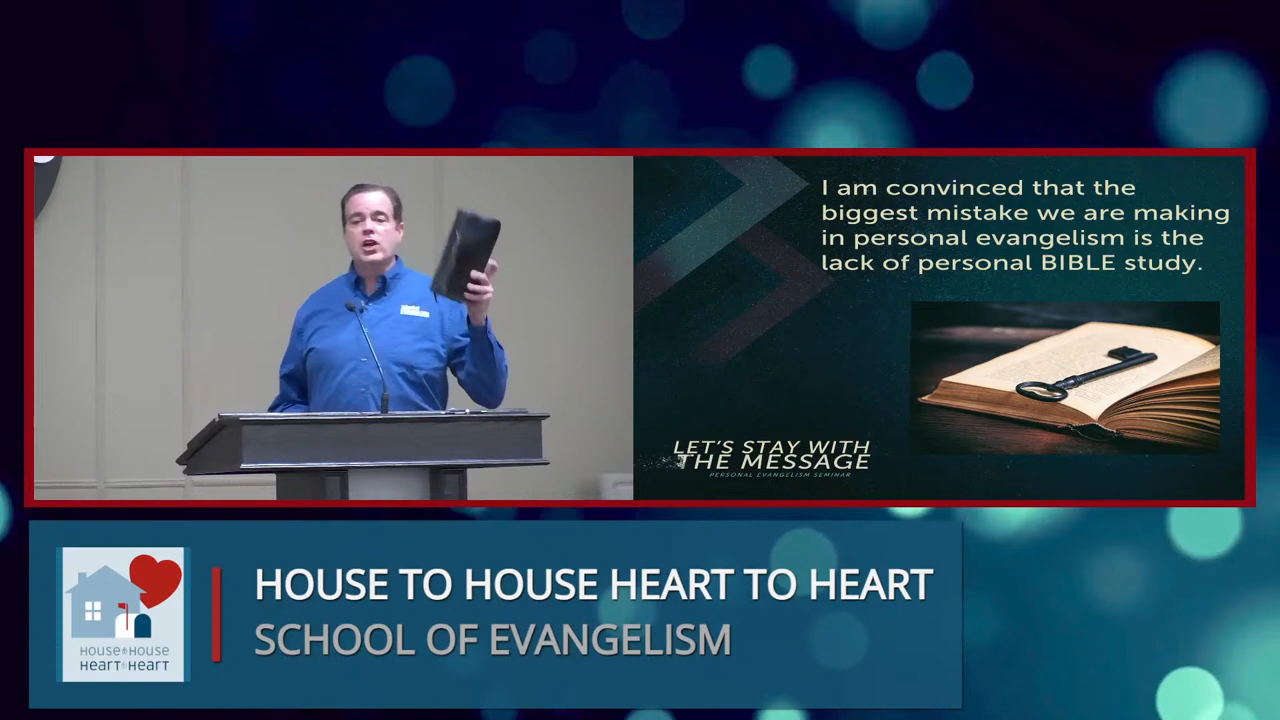 I am convinced that the
biggest mistake we are making
in personal evangelism is the
lack of personal BIBLE study.
LET'S STAY WITH
THE MESSAGE
PERSONAL EVANGELISM SEMINAR
HOUSE TO HOUSE HEART TO HEART
SCHOOL OF EVANGELISM
HOUSE TO HOUSE
HEART TO HEART